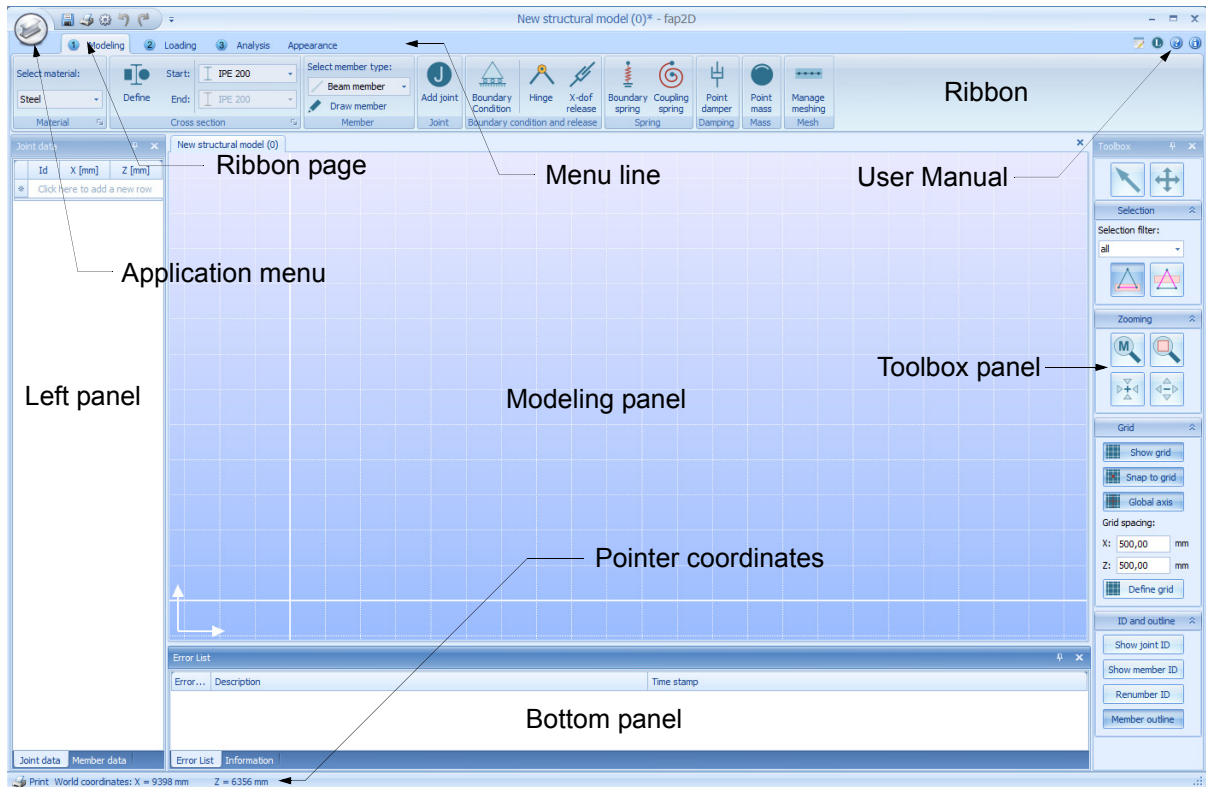 New structural model (0)* - fap2D
1 Modeling 2 Loading 3 Analysis Appearance
Select material:
Steel
Material
Define
Start: IPE 200
End: IPE 200
Cross section
Select member type:
Beam member
Draw member
Member
Add joint
Joint
Boundary
Condition
Hinge
X-dof
release
Boundary condition and release
Boundary
spring
Coupling
spring
Spring
Point
damper
Damping
Point
mass
Mass
Manage
meshing
Mesh
Ribbon
Joint data
Id X [mm] Z [mm]
Click here to add a new row
New structural model (0)
Ribbon page
Menu line
User Manual
Application menu
Left panel
Modeling panel
Toolbox panel
Pointer coordinates
Toolbox
Selection
Selection filter:
all
Zooming
M
Grid
Show grid
Snap to grid
Global axis
Grid spacing:
X: 500,00 mm
Z: 500,00 mm
Define grid
ID and outline
Show joint ID
Show member ID
Renumber ID
Member outline
Error List
Error... Description Time stamp
Bottom panel
Joint data Member data
Error List Information
Print World coordinates: X = 9398 mm Z = 6356 mm